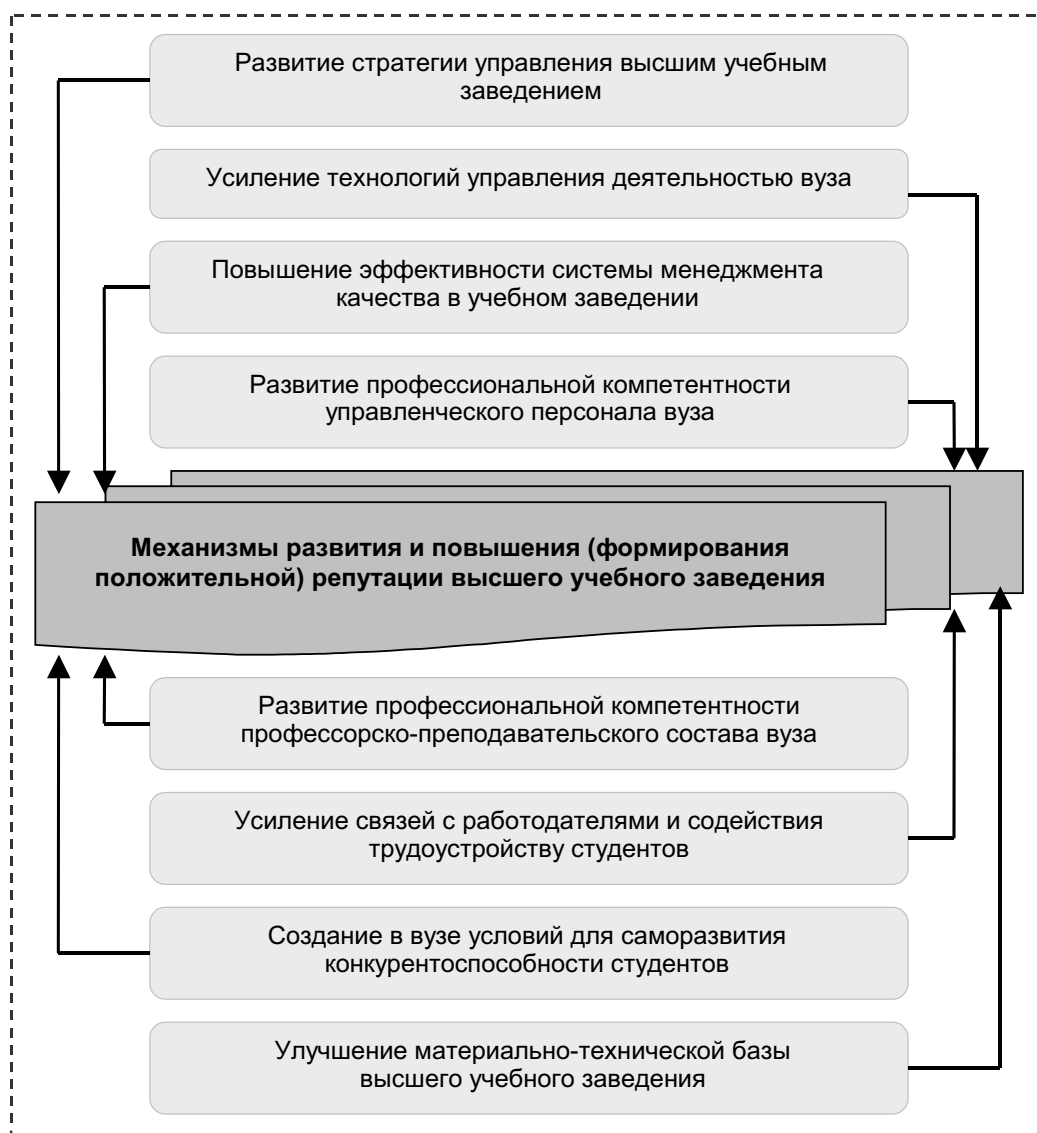 Развитие стратегии управления высшим учебным
заведением
Усиление технологий управления деятельностью вуза
Повышение эффективности системы менеджмента
качества в учебном заведении
Развитие профессиональной компетентности
управленческого персонала вуза
Механизмы развития и повышения (формирования
положительной) репутации высшего учебного заведения
Развитие профессиональной компетентности
профессорско-преподавательского состава вуза
Усиление связей с работодателями и содействия
трудоустройству студентов
Создание в вузе условий для саморазвития
конкурентоспособности студентов
Улучшение материально-технической базы
высшего учебного заведения